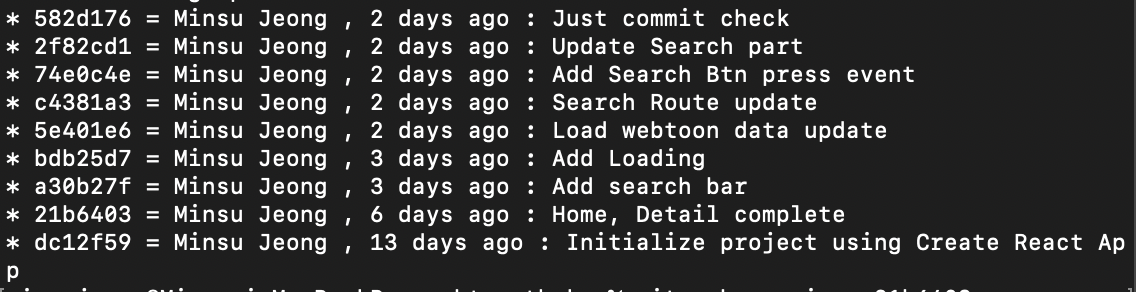 * 582d176 = Minsu Jeong , 2 days ago : Just commit check
* 2f82cd1 = Minsu Jeong , 2 days ago : Update Search part
* 74e0c4e = Minsu Jeong , 2 days ago : Add Search Btn press event
* c4381a3 = Minsu Jeong , 2 days ago : Search Route update
* 5e401e6 = Minsu Jeong , 2 days ago : Load webtoon data update
* bdb25d7 = Minsu Jeong , 3 days ago : Add Loading
* a30b27f = Minsu Jeong , 3 days ago : Add search bar
* 21b6403 = Minsu Jeong , 6 days ago : Home, Detail complete
* dc12f59 = Minsu Jeong , 13 days ago : Initialize project using Create React Ap
p